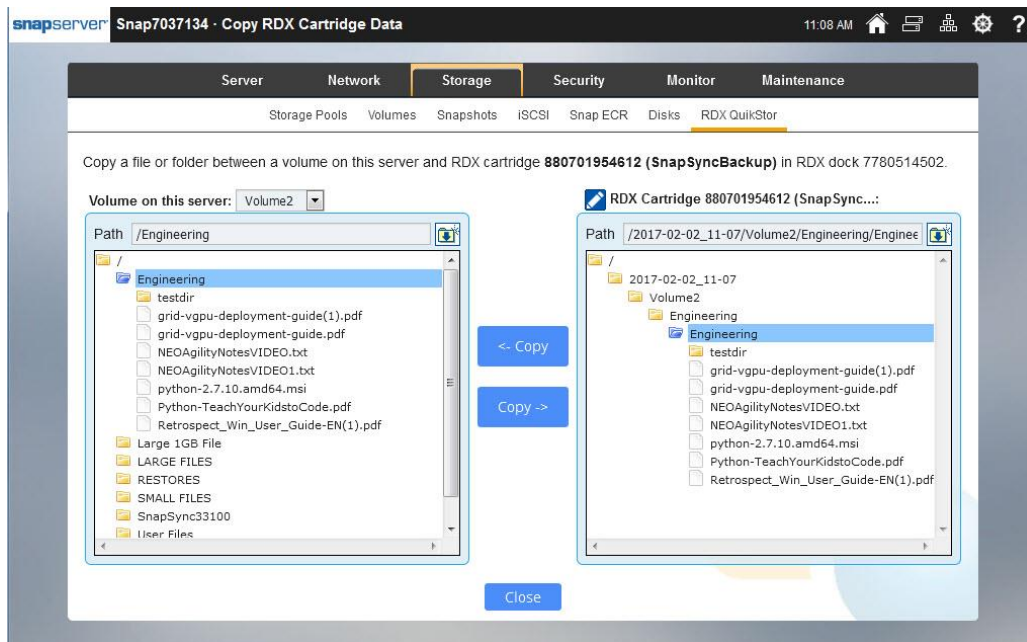 snapserver Snap7037134 · Copy RDX Cartridge Data 11:08 AM ?
Server Network Storage Security Monitor Maintenance
Storage Pools Volumes Snapshots iSCSI Snap ECR Disks RDX QuikStor
Copy a file or folder between a volume on this server and RDX cartridge 880701954612 (SnapSyncBackup) in RDX dock 7780514502.
Volume on this server: Volume2
Path /Engineering
/
Engineering
testdir
grid-vgpu-deployment-guide(1).pdf
grid-vgpu-deployment-guide.pdf
NEOAgilityNotesVIDEO.txt
NEOAgilityNotesVIDEO1.txt
python-2.7.10.amd64.msi
Python-TeachYourKidstoCode.pdf
Retrospect_Win_User_Guide-EN(1).pdf
Large 1GB File
LARGE FILES
RESTORES
SMALL FILES
SnapSync33100
User Files
<- Copy
Copy ->
RDX Cartridge 880701954612 (SnapSync...:
Path /2017-02-02_11-07/Volume2/Engineering/Enginee
/
2017-02-02_11-07
Volume2
Engineering
Engineering
testdir
grid-vgpu-deployment-guide(1).pdf
grid-vgpu-deployment-guide.pdf
NEOAgilityNotesVIDEO.txt
NEOAgilityNotesVIDEO1.txt
python-2.7.10.amd64.msi
Python-TeachYourKidstoCode.pdf
Retrospect_Win_User_Guide-EN(1).pdf
Close